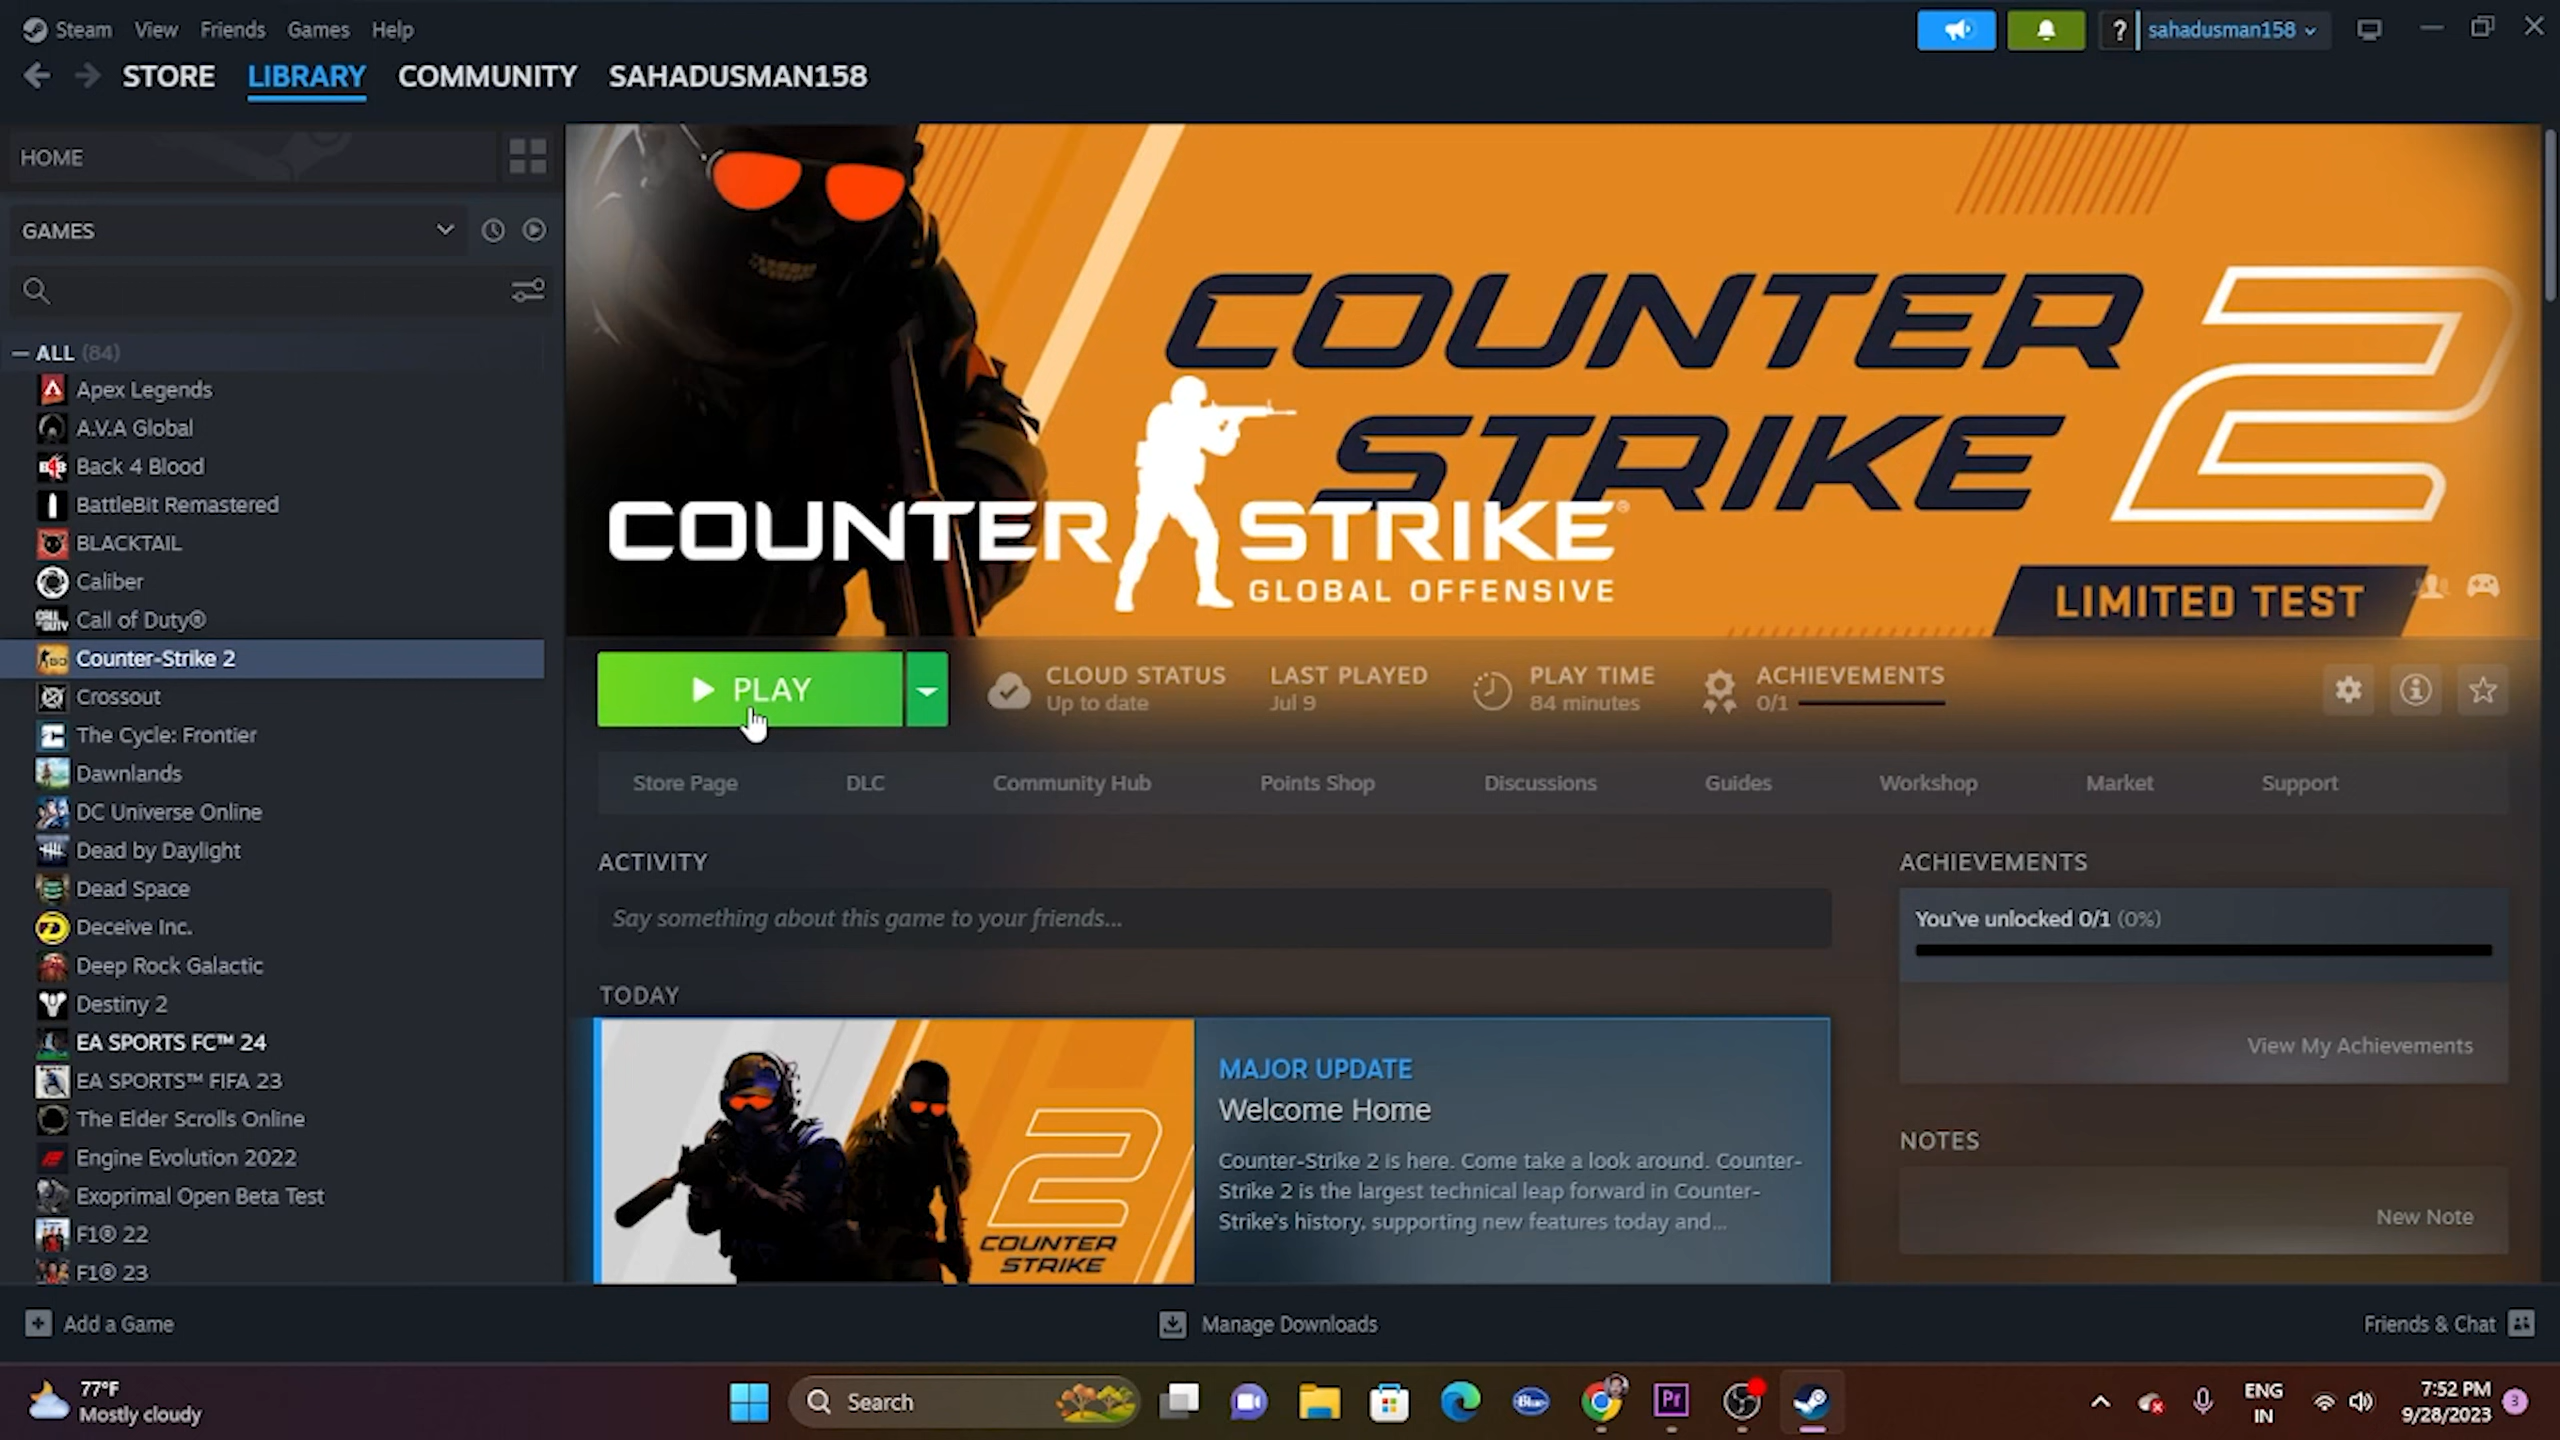 Steam View Friends Games Help
? sahadusman158
STORE LIBRARY COMMUNITY SAHADUSMAN158
HOME
GAMES
ALL (84)
Apex Legends
A.V.A Global
Back 4 Blood
BattleBit Remastered
BLACKTAIL
Caliber
Call of Duty®
Counter-Strike 2
Crossout
The Cycle: Frontier
Dawnlands
DC Universe Online
Dead by Daylight
Dead Space
Deceive Inc.
Deep Rock Galactic
Destiny 2
EA SPORTS FC™ 24
EA SPORTS™ FIFA 23
The Elder Scrolls Online
Engine Evolution 2022
Exoprimal Open Beta Test
F1® 22
F1® 23
COUNTER
STRIKE 2
COUNTER STRIKE®
GLOBAL OFFENSIVE
LIMITED TEST
PLAY
CLOUD STATUS
Up to date
LAST PLAYED
Jul 9
PLAY TIME
84 minutes
ACHIEVEMENTS
0/1
Store Page DLC Community Hub Points Shop Discussions Guides Workshop Market Support
ACTIVITY
Say something about this game to your friends...
TODAY
2
COUNTER
STRIKE
MAJOR UPDATE
Welcome Home
Counter-Strike 2 is here. Come take a look around. Counter-
Strike 2 is the largest technical leap forward in Counter-
Strike's history, supporting new features today and...
ACHIEVEMENTS
You've unlocked 0/1 (0%)
View My Achievements
NOTES
New Note
Add a Game
Manage Downloads
Friends & Chat
77°F
Mostly cloudy
Search
Pr
ENG
IN
7:52 PM
9/28/2023
3